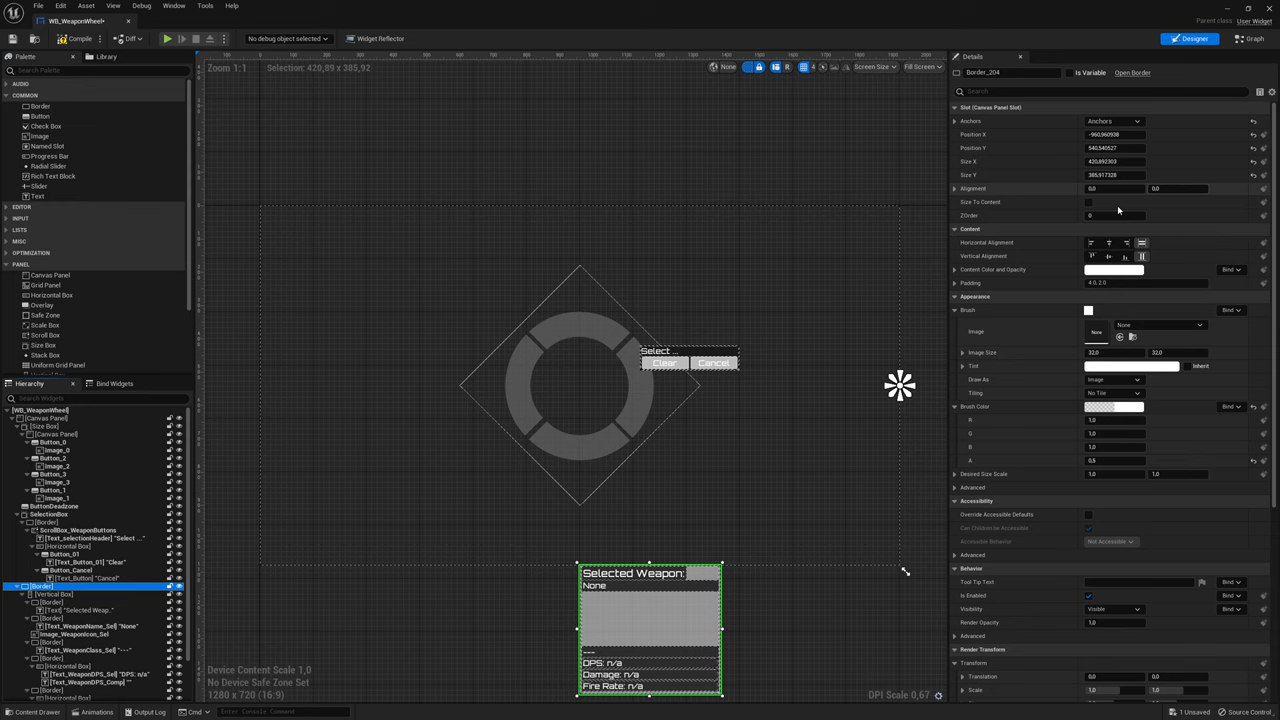 File Edit Asset View Debug Window Tools Help
WB_WeaponWheel•
Parent class: User Widget
Compile Diff No debug object selected Widget Reflector Designer Graph
Palette Library
Search Palette
AUDIO
COMMON
Border
Button
Check Box
Image
Named Slot
Progress Bar
Radial Slider
Rich Text Block
Slider
Text
EDITOR
INPUT
LISTS
MISC
OPTIMIZATION
PANEL
Canvas Panel
Grid Panel
Horizontal Box
Overlay
Safe Zone
Scale Box
Scroll Box
Size Box
Stack Box
Uniform Grid Panel
Hierarchy Bind Widgets
Search Widgets
[WB_WeaponWheel]
[Canvas Panel]
[Size Box]
[Canvas Panel]
Button_0
Image_0
Button_2
Image_2
Button_3
Image_3
Button_1
Image_1
ButtonDeadzone
SelectionBox
[Border]
ScrollBox_WeaponButtons
[Text_selectionHeader] "Select ..."
[Horizontal Box]
Button_01
[Text_Button_01] "Clear"
Button_Cancel
[Text_Button] "Cancel"
[Border]
[Vertical Box]
[Border]
[Text] "Selected Weap.."
[Border]
[Text_WeaponName_Sel] "None"
Image_WeaponIcon_Sel
[Border]
[Text_WeaponClass_Sel] "---"
[Border]
[Horizontal Box]
[Text_WeaponDPS_Sel] "DPS: n/a"
[Text_WeaponDPS_Comp] ""
[Border]
[Horizontal Box]
Zoom 1:1 Selection: 420,89 x 385,92
None R 4 Screen Size Fill Screen
Select ...
Clear Cancel
Selected Weapon:
None
---
DPS: n/a
Damage: n/a
Fire Rate: n/a
Device Content Scale 1,0
No Device Safe Zone Set
1280 x 720 (16:9)
DPI Scale 0,67
Details
Border_204 Is Variable Open Border
Search
Slot (Canvas Panel Slot)
Anchors Anchors
Position X -960,960938
Position Y 540,540527
Size X 420,892303
Size Y 385,917328
Alignment 0,0 0,0
Size To Content
ZOrder 0
Content
Horizontal Alignment
Vertical Alignment
Content Color and Opacity Bind
Padding 4.0, 2.0
Appearance
Brush Bind
Image None None
Image Size 32,0 32,0
Tint Inherit
Draw As Image
Tiling No Tile
Brush Color Bind
R 1,0
G 1,0
B 1,0
A 0,5
Desired Size Scale 1,0 1,0
Advanced
Accessibility
Override Accessible Defaults
Can Children be Accessible
Accessible Behavior Not Accessible
Advanced
Behavior
Tool Tip Text Bind
Is Enabled Bind
Visibility Visible Bind
Render Opacity 1,0
Advanced
Render Transform
Transform
Translation 0,0 0,0
Scale 1,0 1,0
Content Drawer Animations Output Log Cmd Enter Console Command 1 Unsaved Source Control